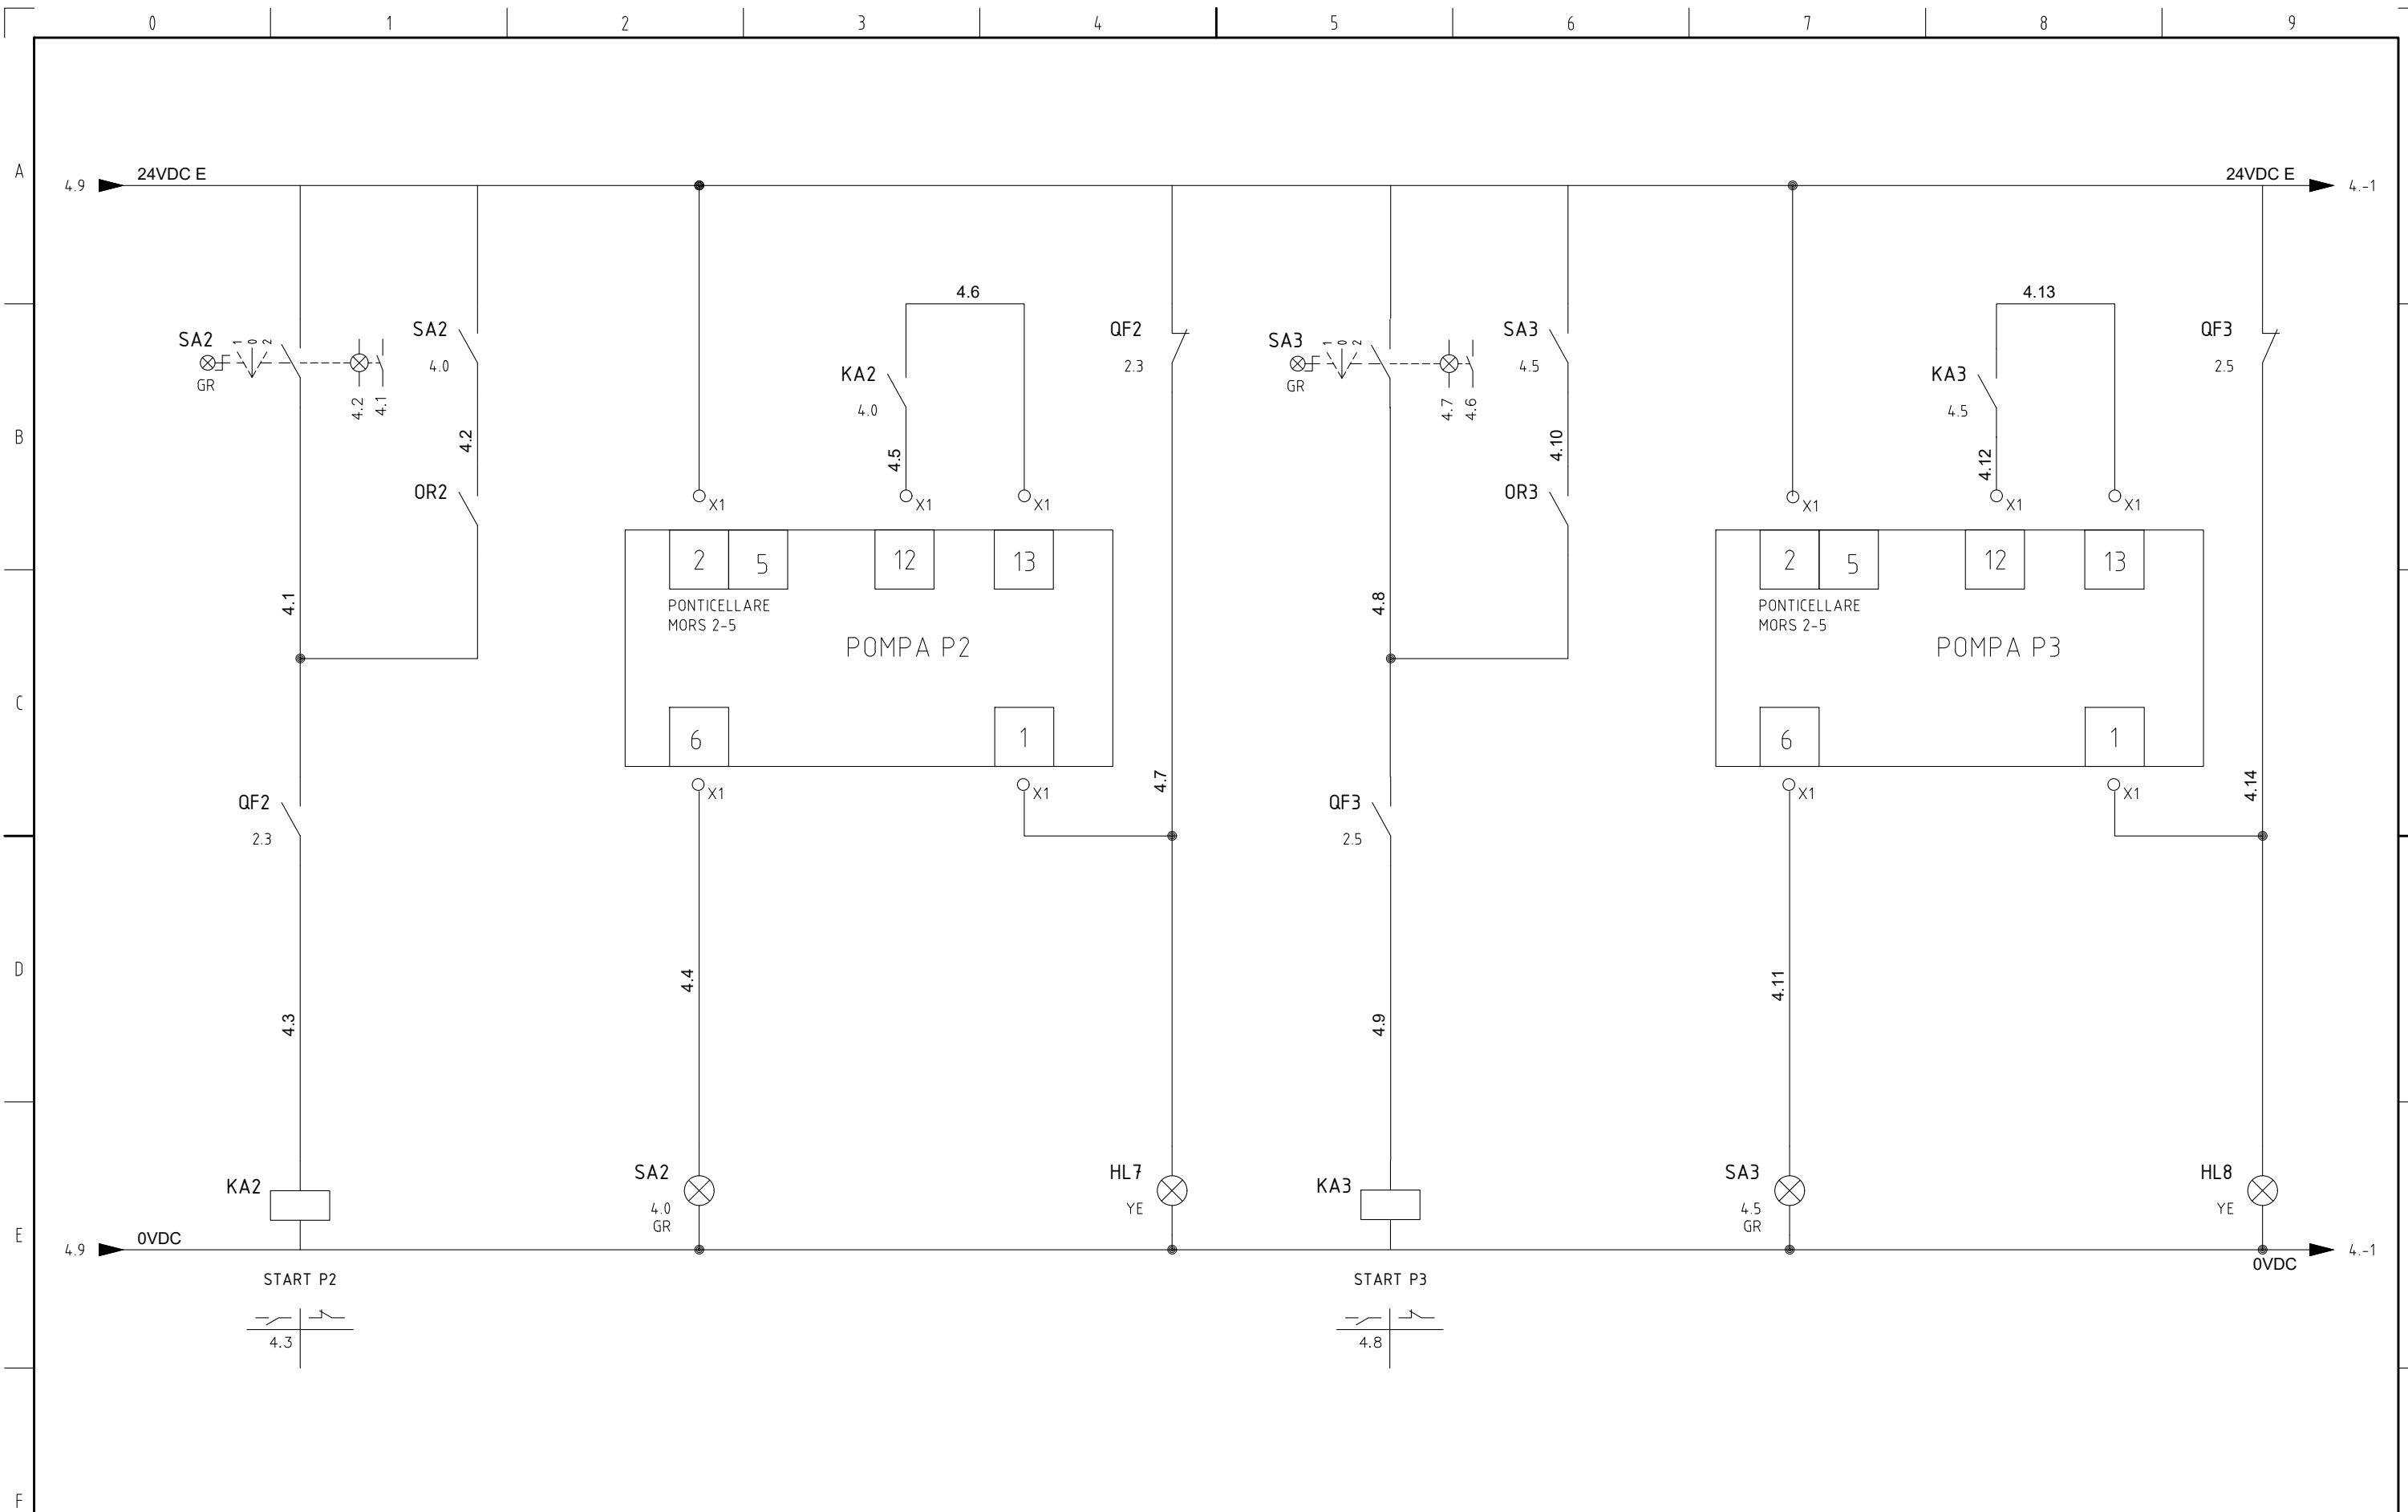 0 1 2 3 4 5 6 7 8 9
A
4.9 24VDC E 24VDC E 4.-1
4.6 4.13
SA2 1 0 2 SA2 QF2 SA3 1 0 2 SA3 QF3
GR 4.0 KA2 2.3 GR 4.5 KA3 2.5
4.2 4.1 4.0 4.7 4.6 4.5
B
4.2 4.5 4.10 4.12
OR2 X1 X1 X1 OR3 X1 X1 X1
2 5 12 13 2 5 12 13
4.1 PONTICELLARE 4.8 PONTICELLARE
MORS 2-5 MORS 2-5
POMPA P2 POMPA P3
C
6 1 6 1
QF2 X1 X1 4.7 QF3 X1 X1 4.14
2.3 2.5
D
4.3 4.4 4.9 4.11
KA2 SA2 HL7 KA3 SA3 HL8
4.0 YE 4.5 YE
GR GR
E
4.9 0VDC 0VDC 4.-1
START P2 START P3
4.3 4.8
F